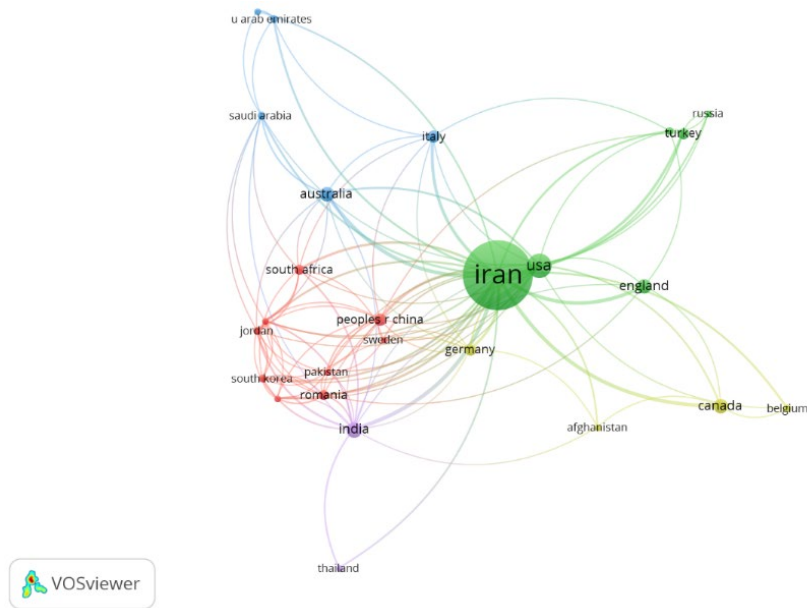 u arab emirates
russia
saudi arabia
italy
turkey
australia
usa
south africa
iran
england
peoples r china
jordan
sweden
germany
pakistan
south korea
romania
canada
belgium
india
afghanistan
thailand
VOSviewer